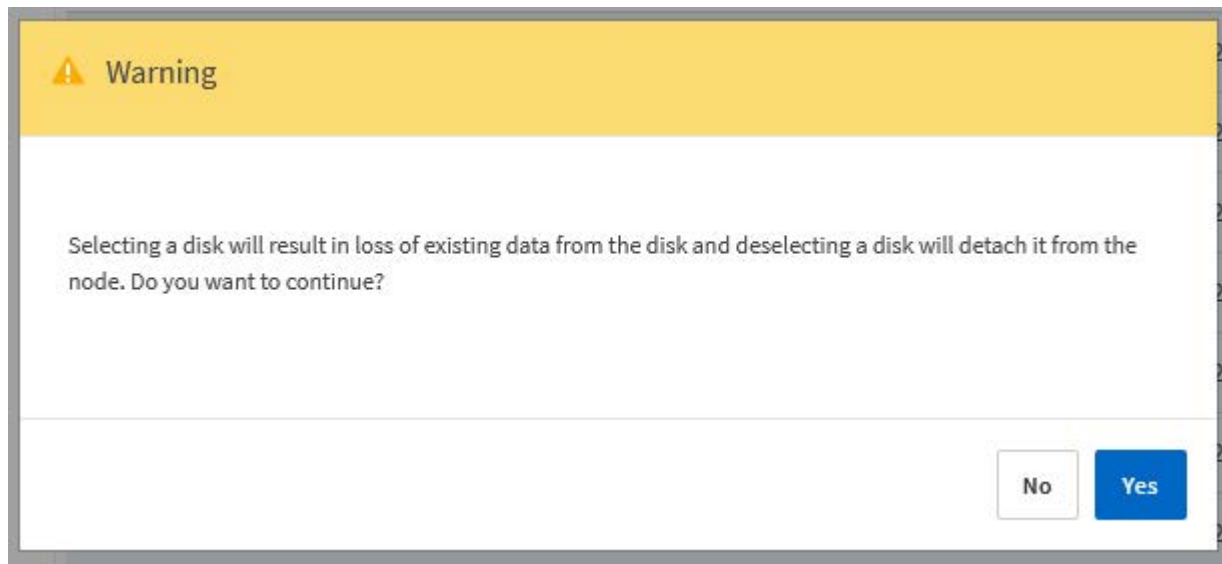 Warning
Selecting a disk will result in loss of existing data from the disk and deselecting a disk will detach it from the
node. Do you want to continue?
No
Yes